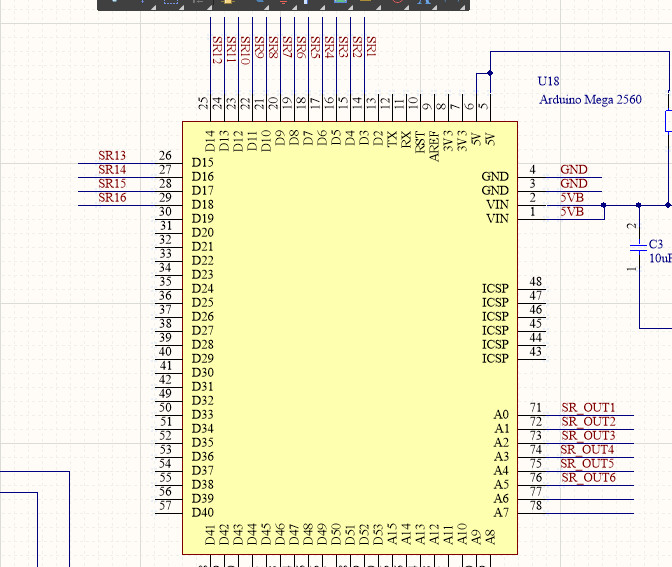 SR12 SR11 SR10 SR9 SR8 SR7 SR6 SR5 SR4 SR3 SR2 SR1
U18
Arduino Mega 2560
25 24 23 22 21 20 19 18 17 16 15 14 13 12 11 10 9 8 7 6 5
D14 D13 D12 D11 D10 D9 D8 D7 D6 D5 D4 D3 D2 TX RX RST AREF 3V3 3V3 5V 5V
SR13 26 D15
SR14 27 D16
SR15 28 D17
SR16 29 D18
30 D19
31 D20
32 D21
33 D22
34 D23
35 D24
36 D25
37 D26
38 D27
39 D28
40 D29
41 D30
42 D31
49 D32
50 D33
51 D34
52 D35
53 D36
54 D37
55 D38
56 D39
57 D40
GND 4 GND
GND 3 GND
VIN 2 5VB
VIN 1 5VB
2
C3
10uF
1
ICSP 48
ICSP 47
ICSP 46
ICSP 45
ICSP 44
ICSP 43
A0 71 SR_OUT1
A1 72 SR_OUT2
A2 73 SR_OUT3
A3 74 SR_OUT4
A4 75 SR_OUT5
A5 76 SR_OUT6
A6 77
A7 78
D41 D42 D43 D44 D45 D46 D47 D48 D49 D50 D51 D52 D53 A15 A14 A13 A12 A11 A10 A9 A8